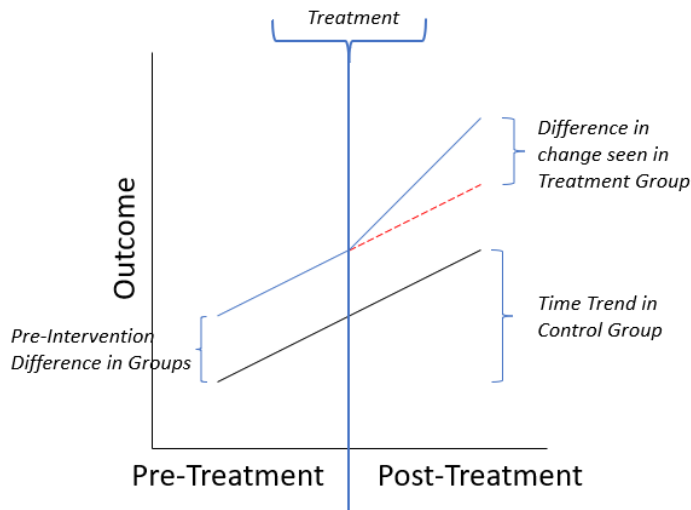 Treatment
Difference in
change seen in
Treatment Group
Outcome
Time Trend in
Control Group
Pre-Intervention
Difference in Groups
Pre-Treatment
Post-Treatment